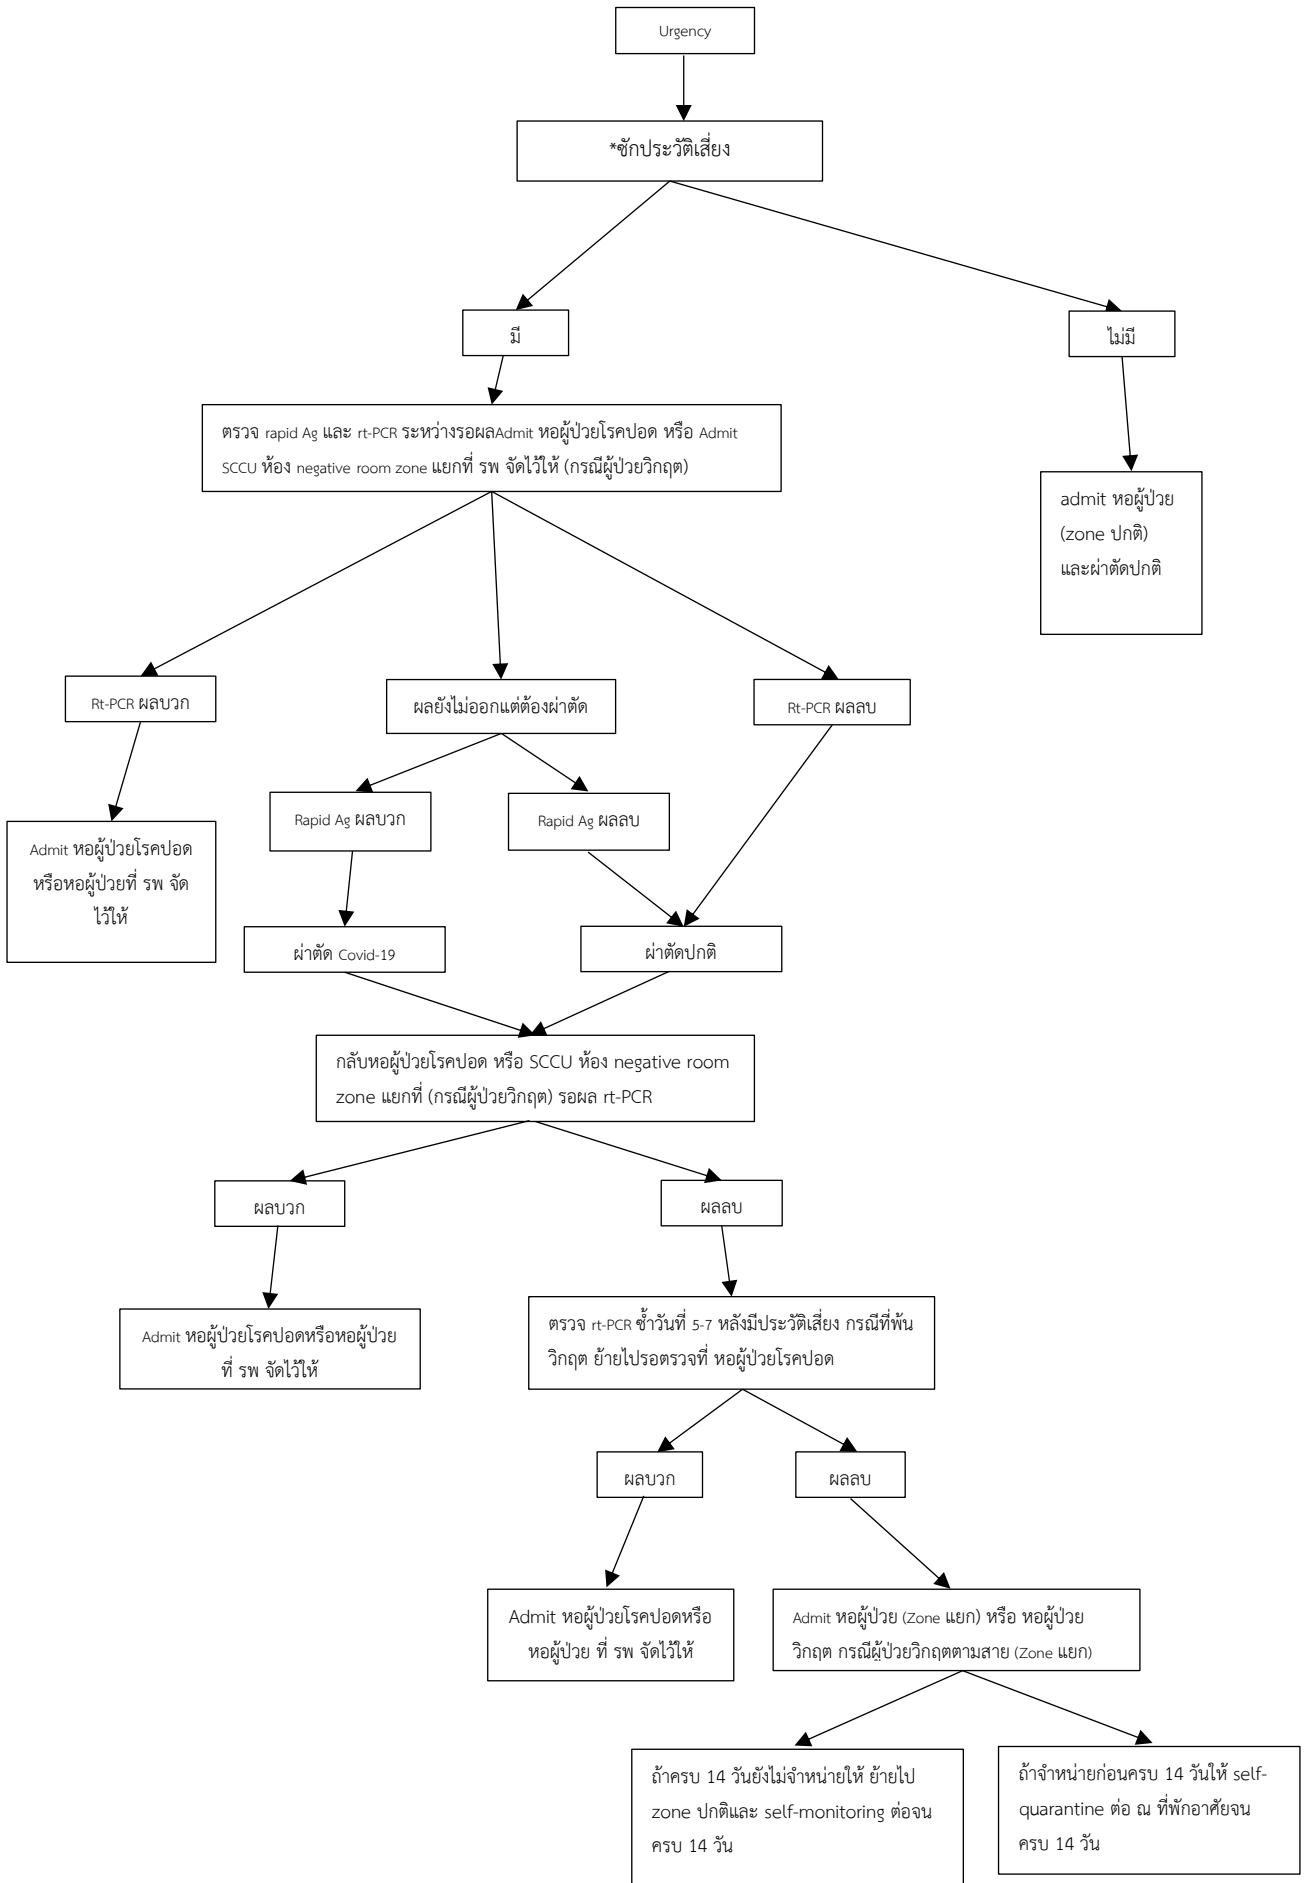 Urgency
*ซักประวัติเสี่ยง
มี
ไม่มี
ตรวจ rapid Ag และ rt-PCR ระหว่างรอผลAdmit หอผู้ป่วยโรคปอด หรือ Admit
SCCU ห้อง negative room zone แยกที่ รพ จัดไว้ให้ (กรณีผู้ป่วยวิกฤต)
admit หอผู้ป่วย
(zone ปกติ)
และผ่าตัดปกติ
Rt-PCR ผลบวก
ผลยังไม่ออกแต่ต้องผ่าตัด
Rt-PCR ผลลบ
Rapid Ag ผลบวก
Rapid Ag ผลลบ
Admit หอผู้ป่วยโรคปอด
หรือหอผู้ป่วยที่ รพ จัด
ไว้ให้
ผ่าตัด Covid-19
ผ่าตัดปกติ
กลับหอผู้ป่วยโรคปอด หรือ SCCU ห้อง negative room
zone แยกที่ (กรณีผู้ป่วยวิกฤต) รอผล rt-PCR
ผลบวก
ผลลบ
Admit หอผู้ป่วยโรคปอดหรือหอผู้ป่วย
ที่ รพ จัดไว้ให้
ตรวจ rt-PCR ซ้ำวันที่ 5-7 หลังมีประวัติเสี่ยง กรณีที่พ้น
วิกฤต ย้ายไปรอตรวจที่ หอผู้ป่วยโรคปอด
ผลบวก
ผลลบ
Admit หอผู้ป่วยโรคปอดหรือ
หอผู้ป่วย ที่ รพ จัดไว้ให้
Admit หอผู้ป่วย (Zone แยก) หรือ หอผู้ป่วย
วิกฤต กรณีผู้ป่วยวิกฤตตามสาย (Zone แยก)
ถ้าครบ 14 วันยังไม่จำหน่ายให้ ย้ายไป
zone ปกติและ self-monitoring ต่อจน
ครบ 14 วัน
ถ้าจำหน่ายก่อนครบ 14 วันให้ self-
quarantine ต่อ ณ ที่พักอาศัยจน
ครบ 14 วัน